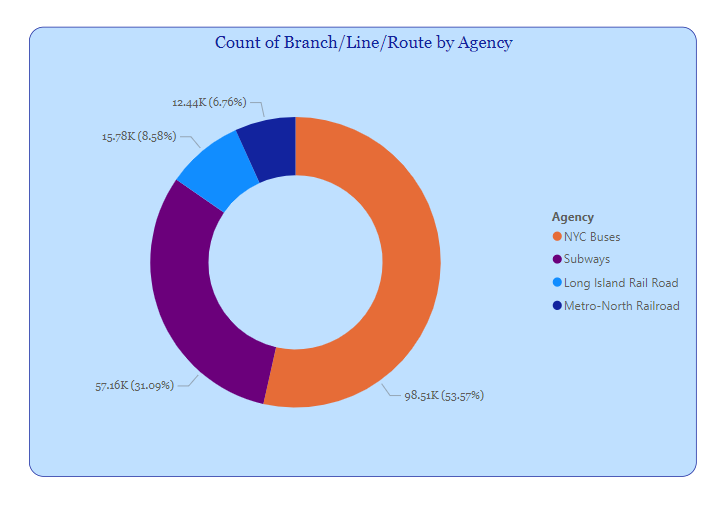 Count of Branch/Line/Route by Agency
12.44K (6.76%)
15.78K (8.58%)
57.16K (31.09%)
98.51K (53.57%)
Agency
NYC Buses
Subways
Long Island Rail Road
Metro-North Railroad